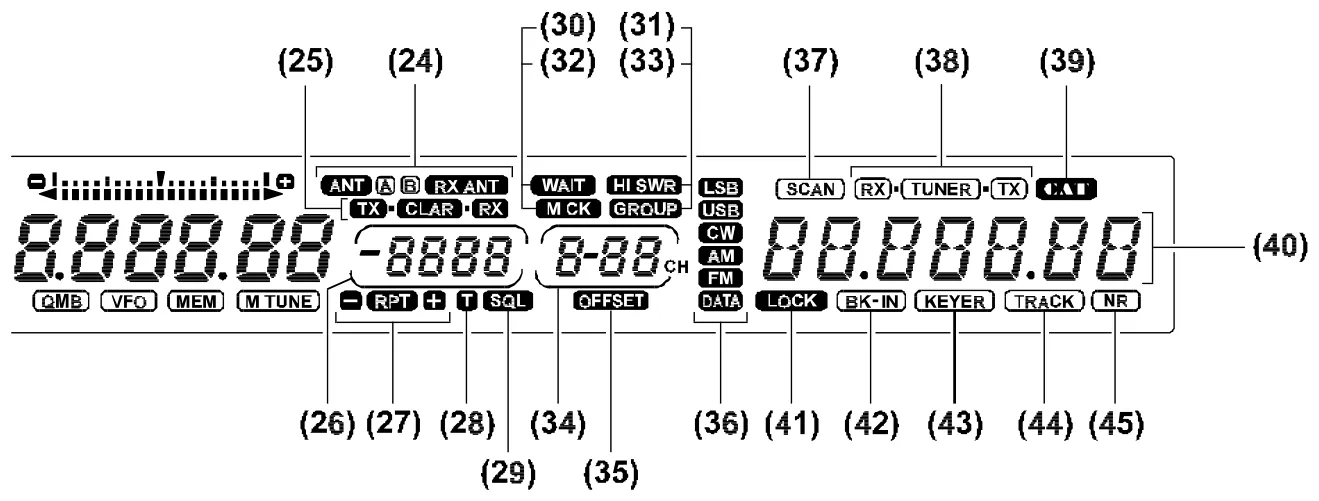 (30) (31)
(25) (24) (32) (33) (37) (38) (39)
ANT A B RX ANT WAIT HI SWR LSB SCAN RX TUNER TX CAT
TX CLAR RX M CK GROUP USB
8.888.88 -8888 8-88 CH CW AM 88.888.88 (40)
FM
QMB VFO MEM M TUNE - RPT + T SQL OFFSET DATA LOCK BK-IN KEYER TRACK NR
(26) (27) (28) (34) (36) (41) (42) (43) (44) (45)
(29) (35)